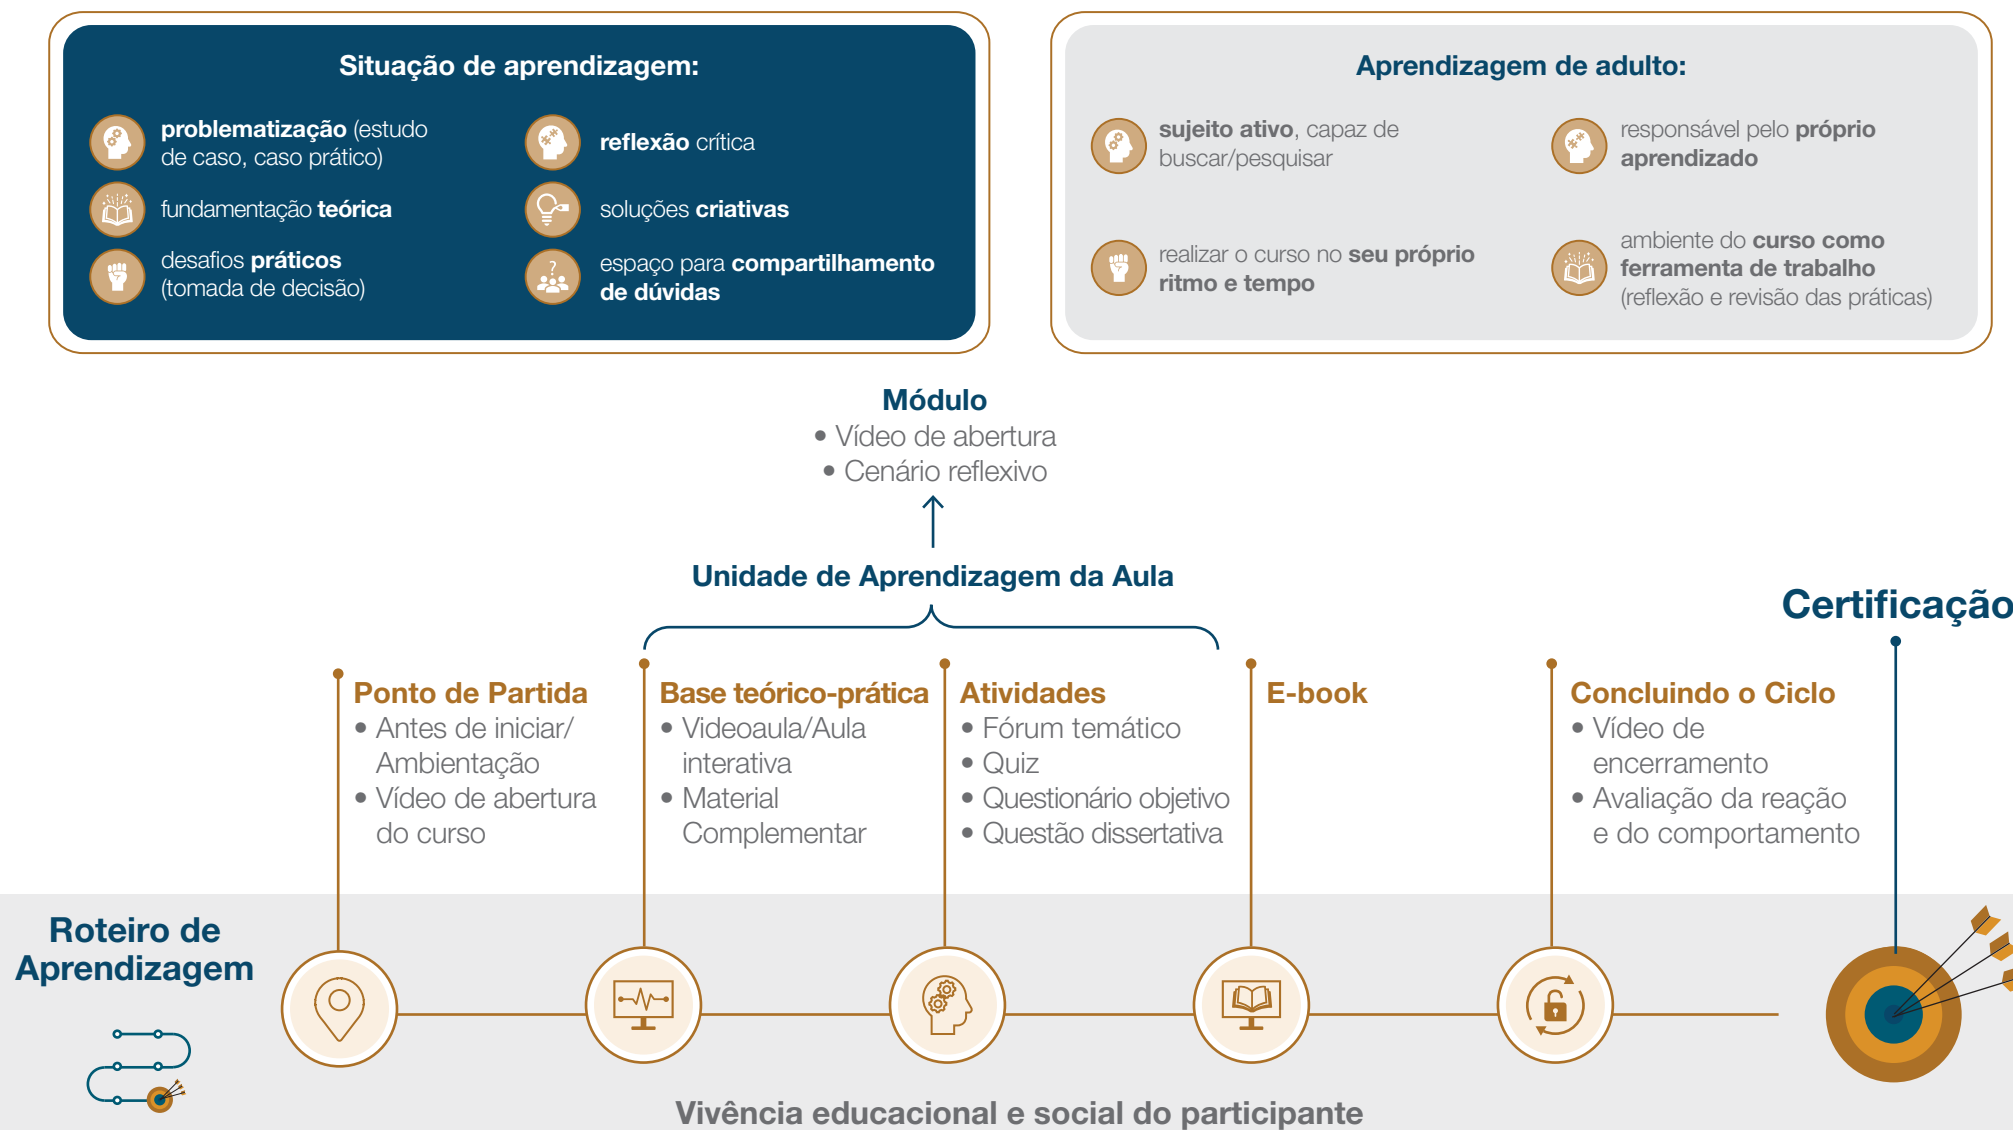 Situação de aprendizagem:
problematização (estudo
de caso, caso prático)
fundamentação teórica
desafios práticos
(tomada de decisão)
reflexão crítica
soluções criativas
espaço para compartilhamento
de dúvidas
Aprendizagem de adulto:
sujeito ativo, capaz de
buscar/pesquisar
realizar o curso no seu próprio
ritmo e tempo
responsável pelo próprio
aprendizado
ambiente do curso como
ferramenta de trabalho
(reflexão e revisão das práticas)
Módulo
• Vídeo de abertura
• Cenário reflexivo
Unidade de Aprendizagem da Aula
Ponto de Partida
• Antes de iniciar/
Ambientação
• Vídeo de abertura
do curso
Base teórico-prática
• Videoaula/Aula
interativa
• Material
Complementar
Atividades
• Fórum temático
• Quiz
• Questionário objetivo
• Questão dissertativa
E-book
Concluindo o Ciclo
• Vídeo de
encerramento
• Avaliação da reação
e do comportamento
Certificação
Roteiro de
Aprendizagem
Vivência educacional e social do participante